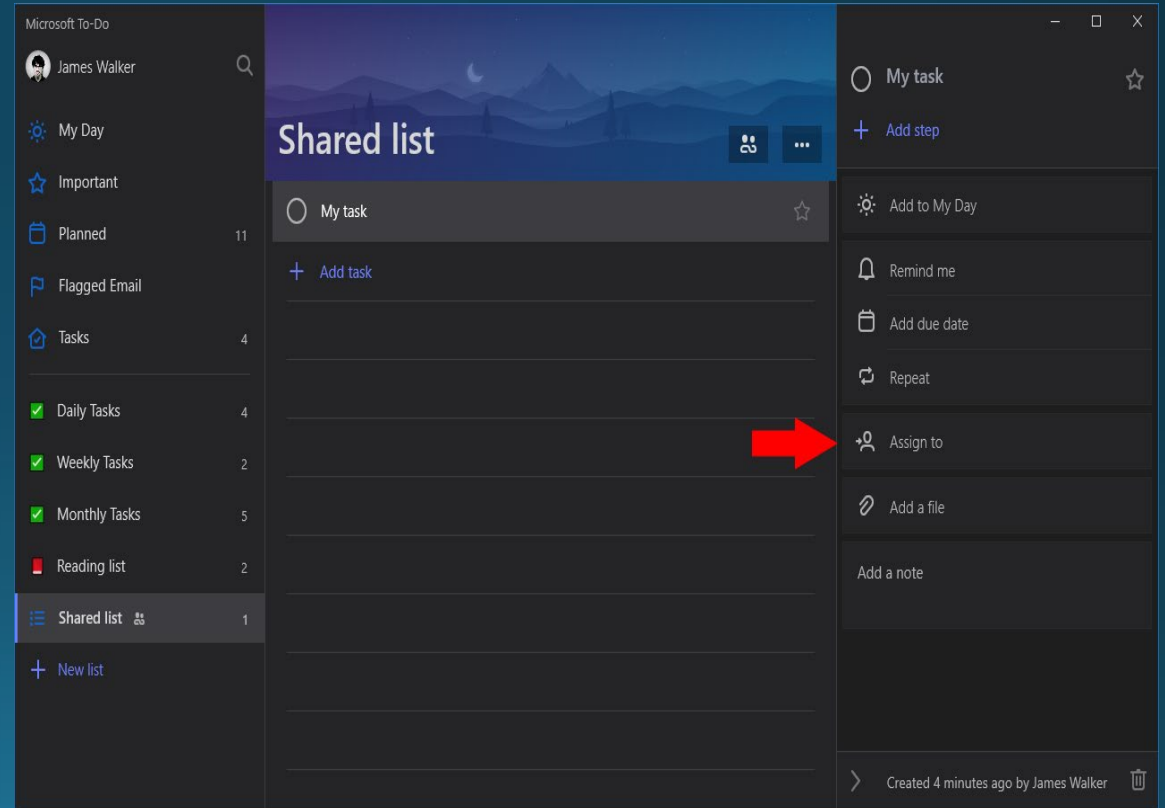 Microsoft To-Do
James Walker
My Day
Important
Planned 11
Flagged Email
Tasks 4
Daily Tasks 4
Weekly Tasks 2
Monthly Tasks 5
Reading list 2
Shared list 1
New list
Shared list
My task
Add task
My task
Add step
Add to My Day
Remind me
Add due date
Repeat
Assign to
Add a file
Add a note
Created 4 minutes ago by James Walker